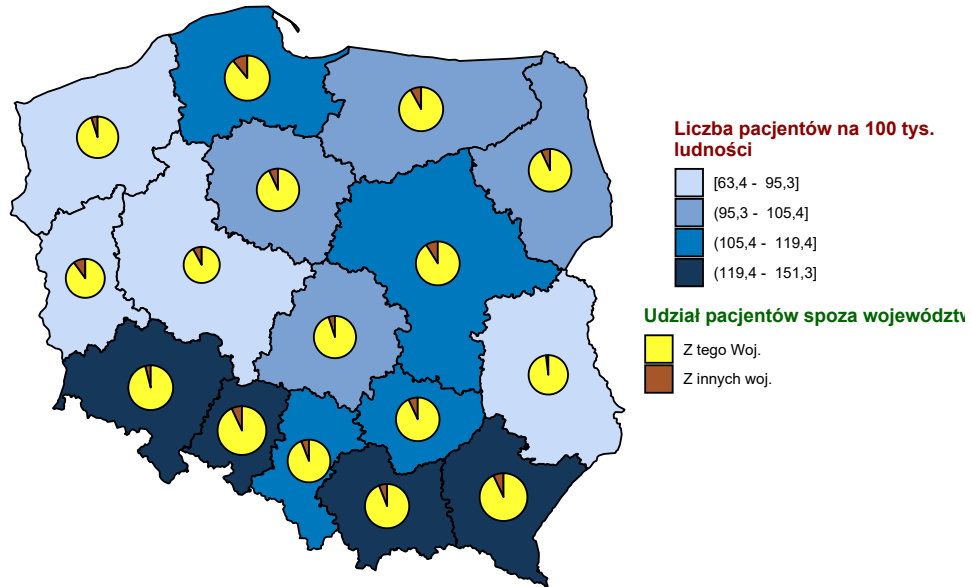 Liczba pacjentów na 100 tys.
ludności
[63,4 - 95,3]
(95,3 - 105,4]
(105,4 - 119,4]
(119,4 - 151,3]
Udział pacjentów spoza województw
Z tego Woj.
Z innych woj.